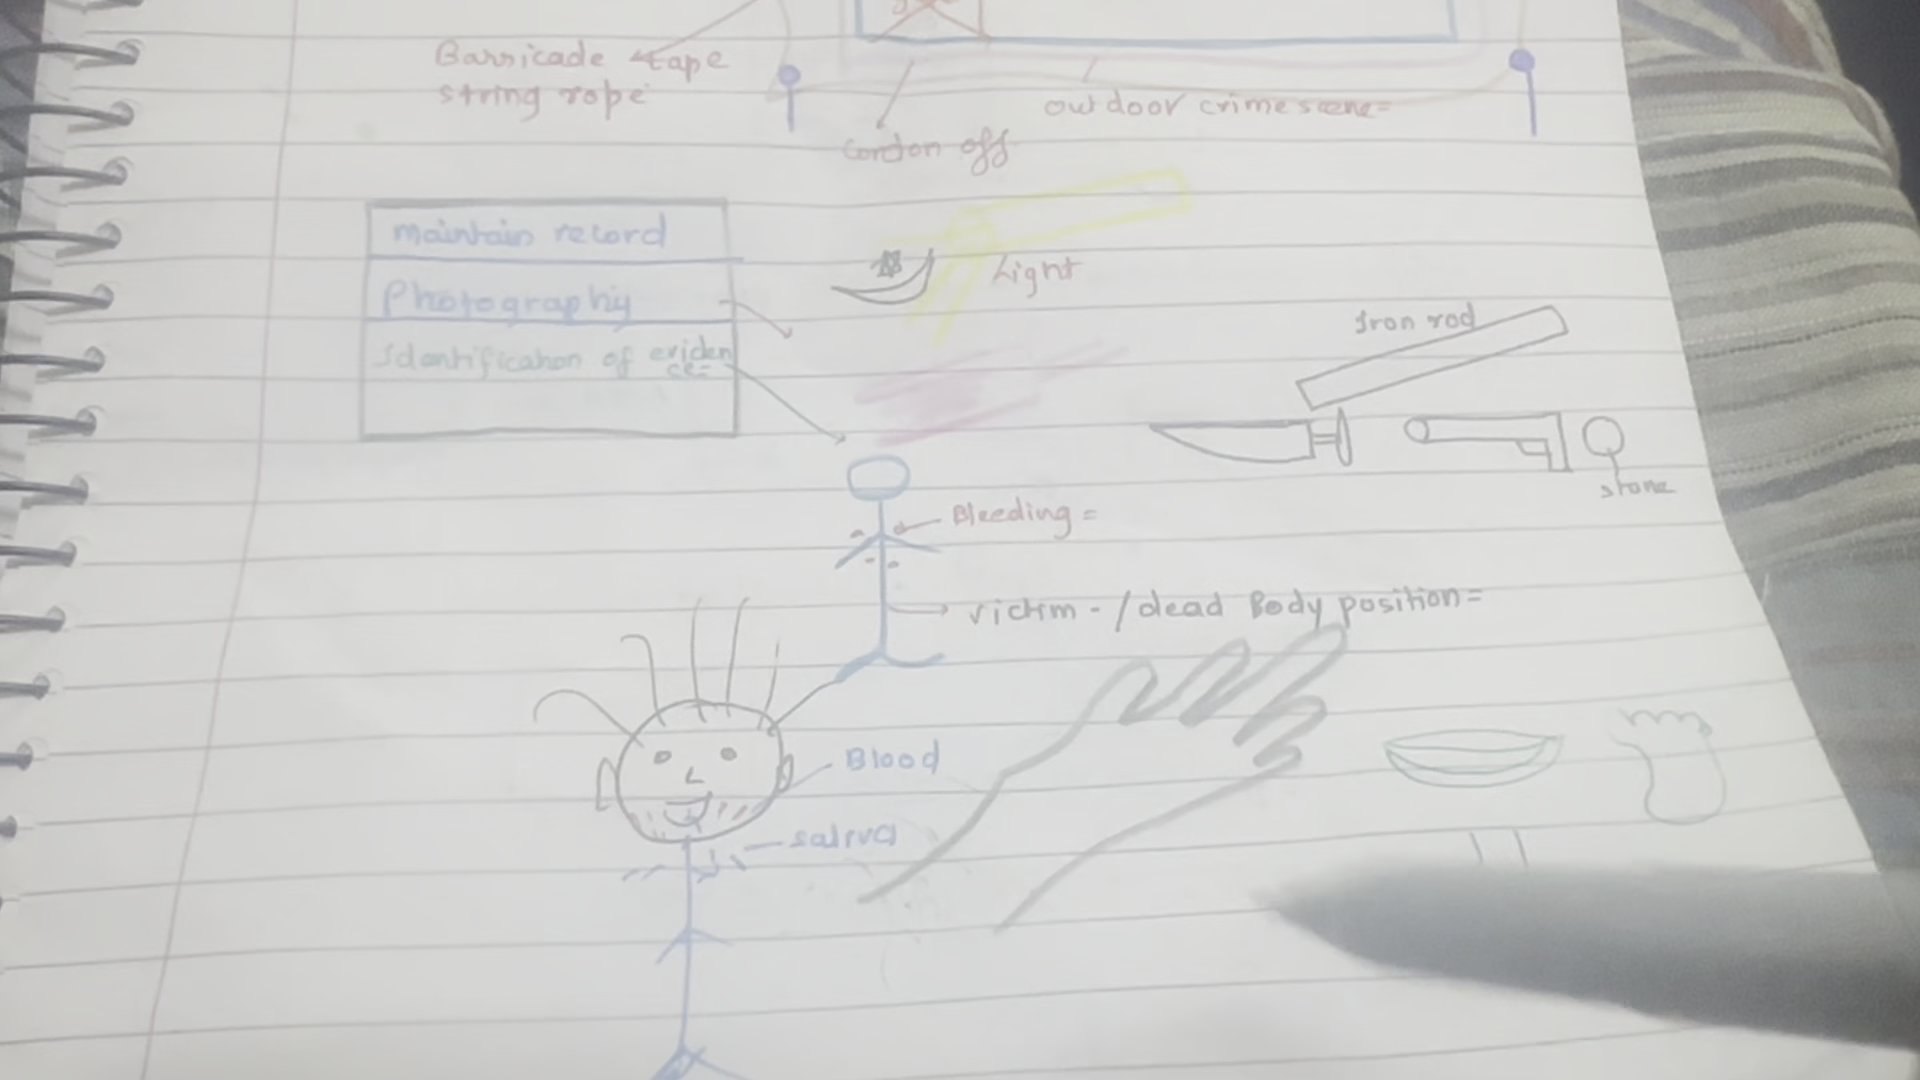 Barricade tape
string rope
outdoor crime scene=
cordon off
maintain record
Photography
Idantification of eviden
ce=
Light
Iron rod
stone
Bleeding =
victim - / dead Body position=
Blood
saliva